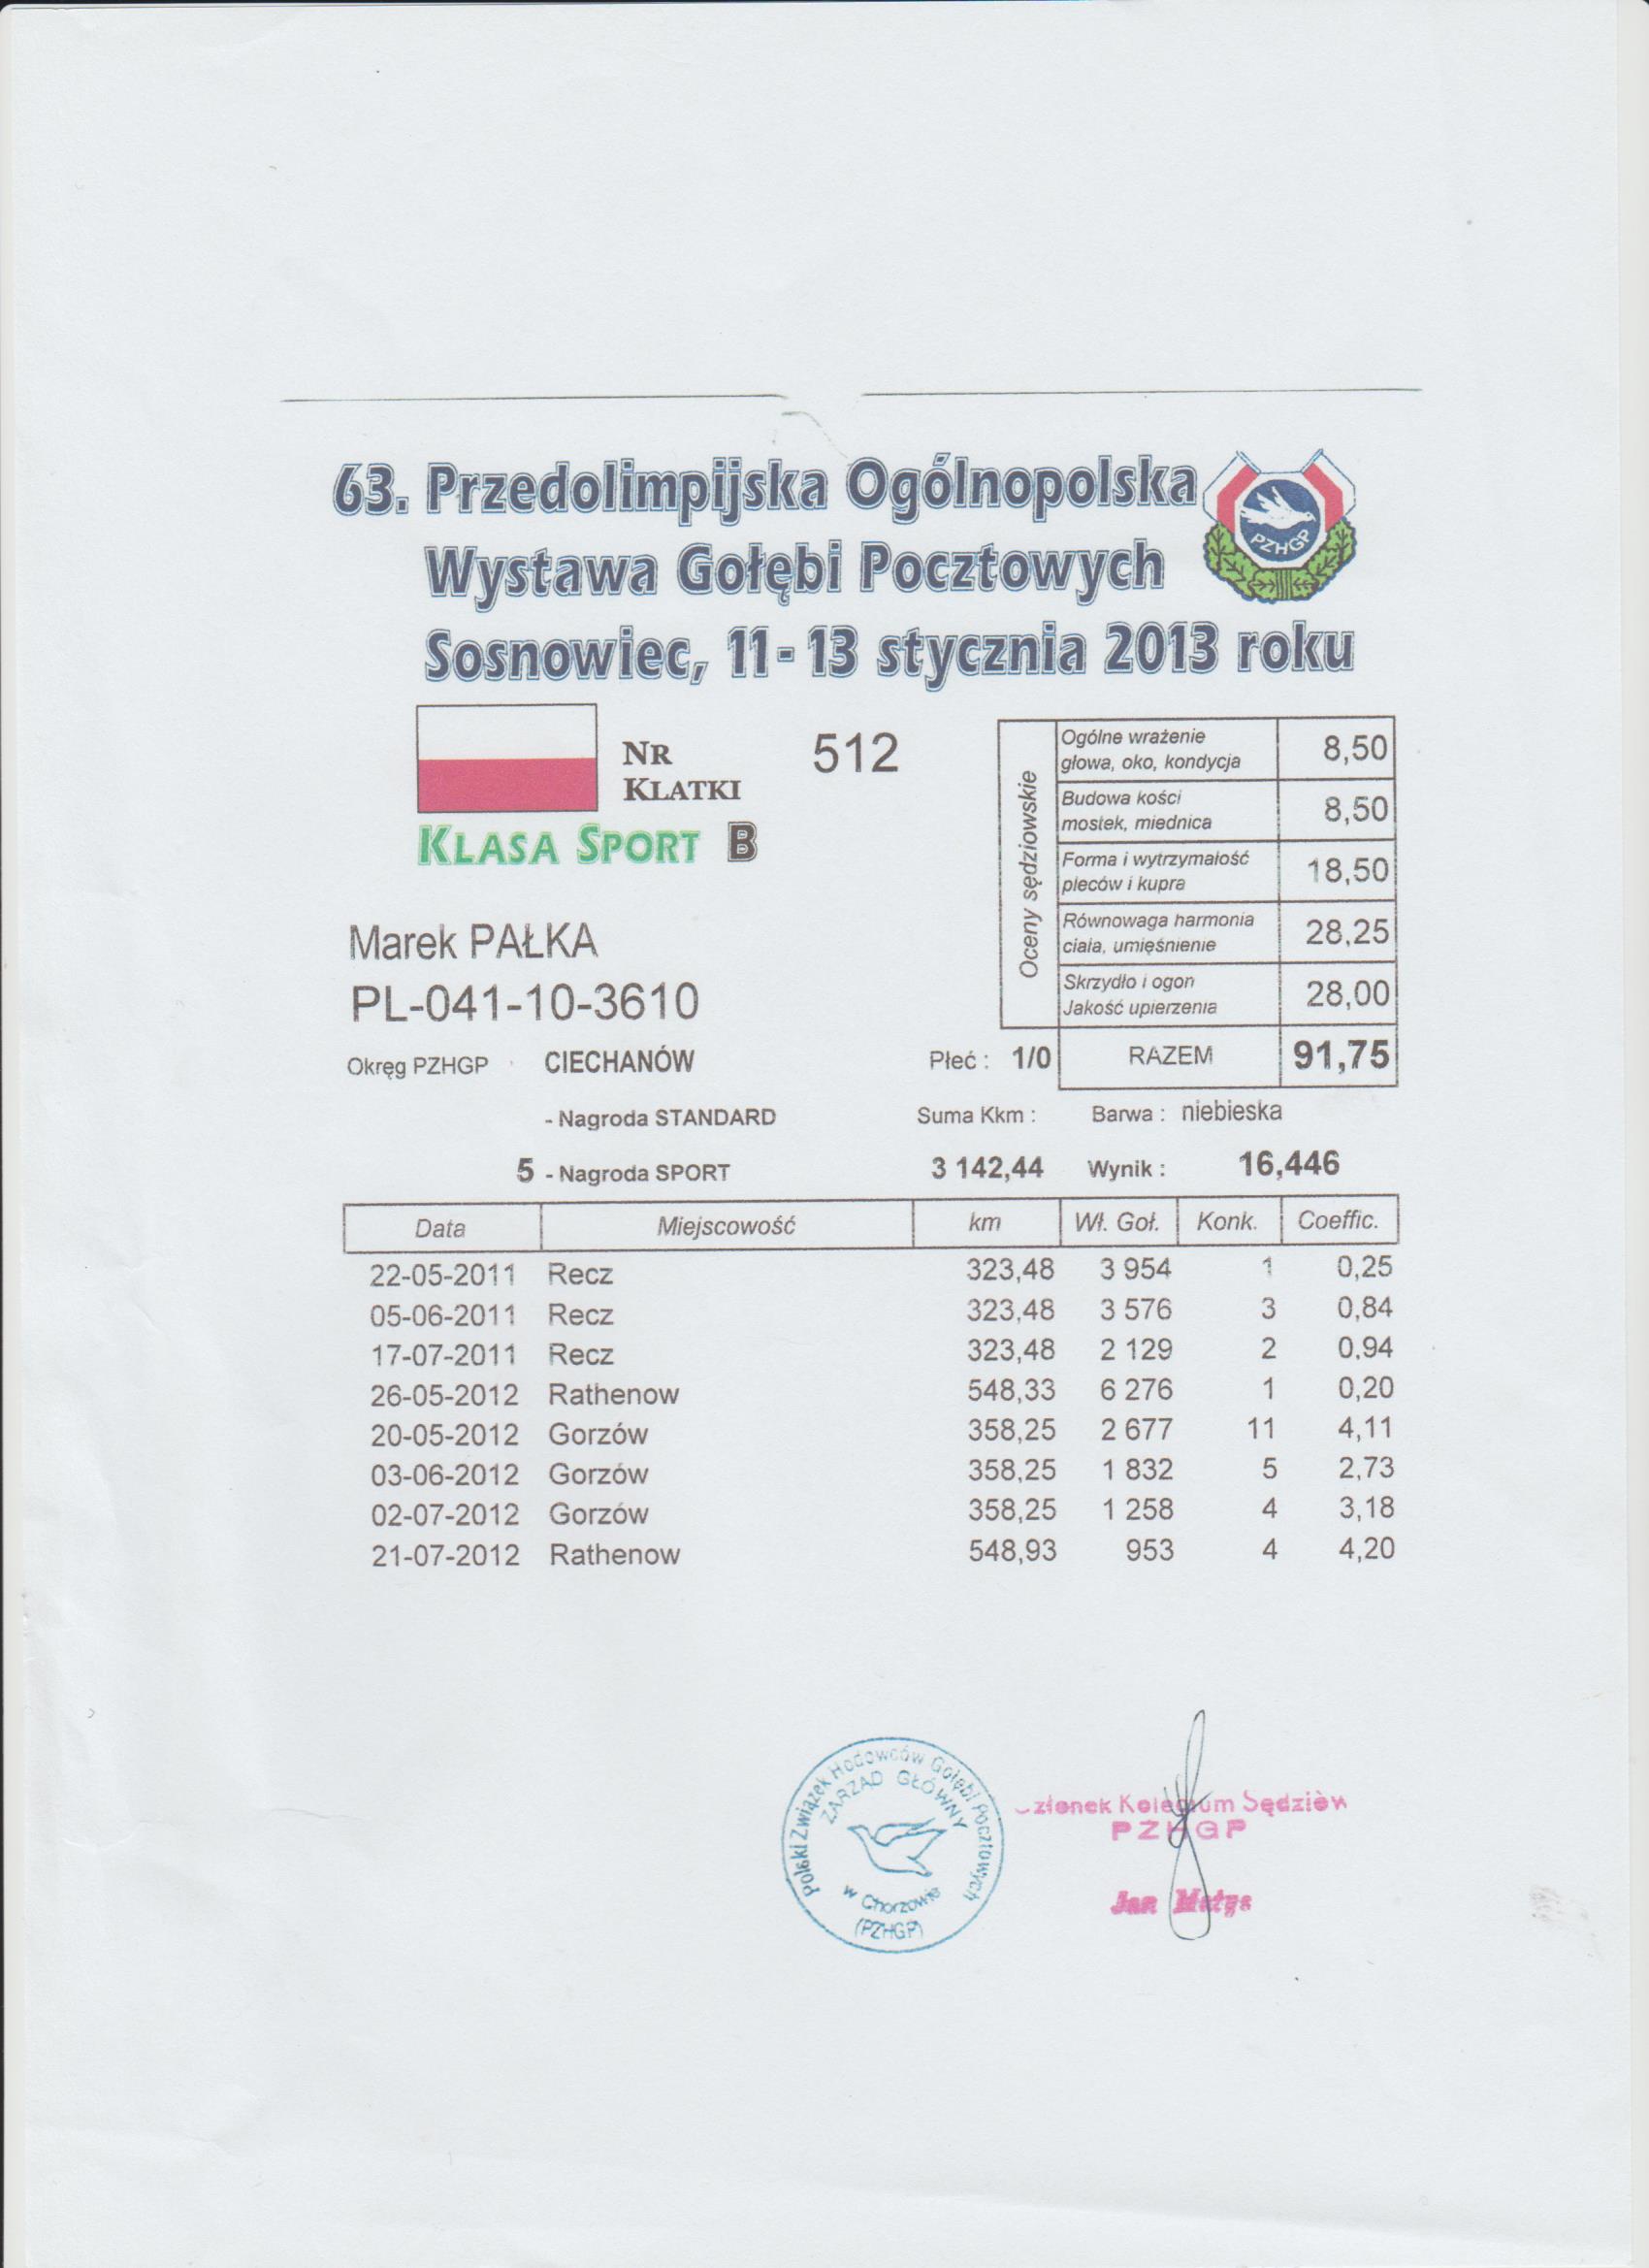 63. Przedolimpijska Ogólnopolska
Wystawa Gołębi Pocztowych
Sosnowiec, 11-13 stycznia 2013 roku
PZHGP
NR KLATKI 512
KLASA SPORT B
Marek PAŁKA
PL-041-10-3610
Okręg PZHGP CIECHANÓW
Oceny sędziowskie
Ogólne wrażenie
głowa, oko, kondycja 8,50
Budowa kości
mostek, miednica 8,50
Forma i wytrzymałość
pleców i kupra 18,50
Równowaga harmonia
ciała, umięśnienie 28,25
Skrzydło i ogon
Jakość upierzenia 28,00
Płeć : 1/0 RAZEM 91,75
- Nagroda STANDARD Suma Kkm : Barwa : niebieska
5 - Nagroda SPORT 3 142,44 Wynik : 16,446
Data Miejscowość km Wł. Goł. Konk. Coeffic.
22-05-2011 Recz 323,48 3 954 1 0,25
05-06-2011 Recz 323,48 3 576 3 0,84
17-07-2011 Recz 323,48 2 129 2 0,94
26-05-2012 Rathenow 548,33 6 276 1 0,20
20-05-2012 Gorzów 358,25 2 677 11 4,11
03-06-2012 Gorzów 358,25 1 832 5 2,73
02-07-2012 Gorzów 358,25 1 258 4 3,18
21-07-2012 Rathenow 548,93 953 4 4,20
Polski Związek Hodowców Gołębi Pocztowych
ZARZĄD GŁÓWNY
w Chorzowie
(PZHGP)
Członek Kolegium Sędziów
PZHGP
Jan Matys